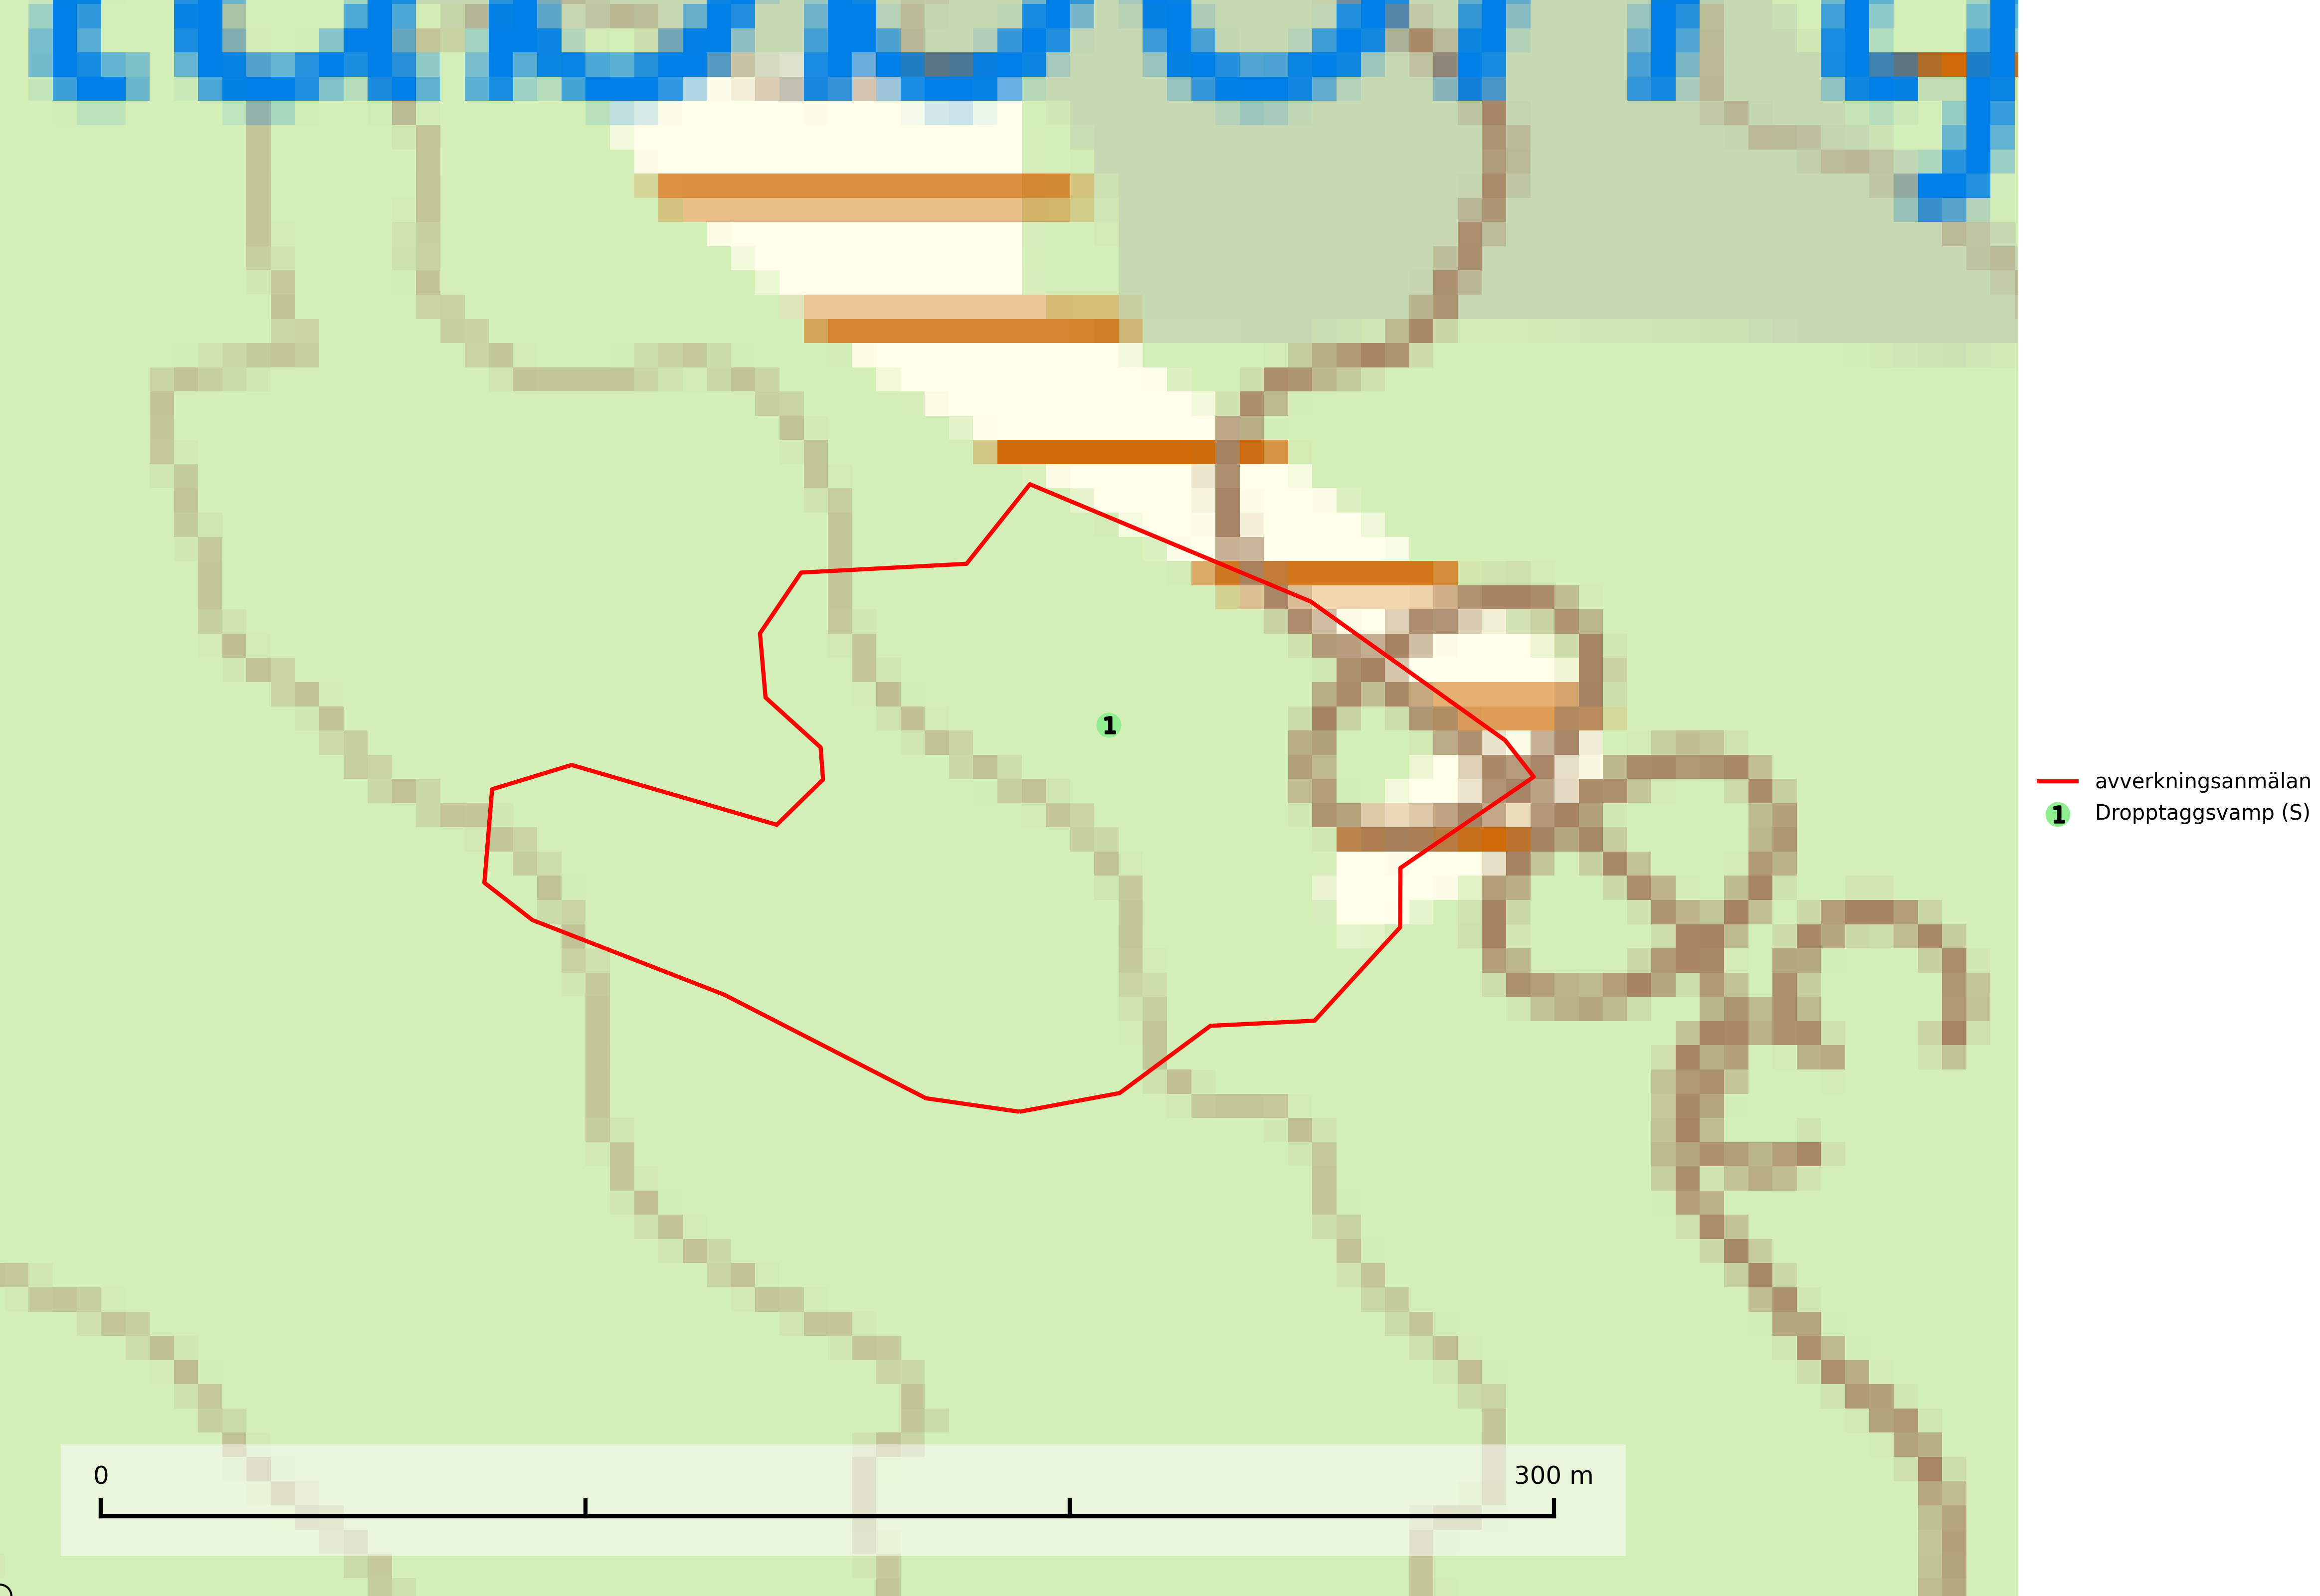 1
avverkningsanmälan
1 Dropptaggsvamp (S)
0 300 m